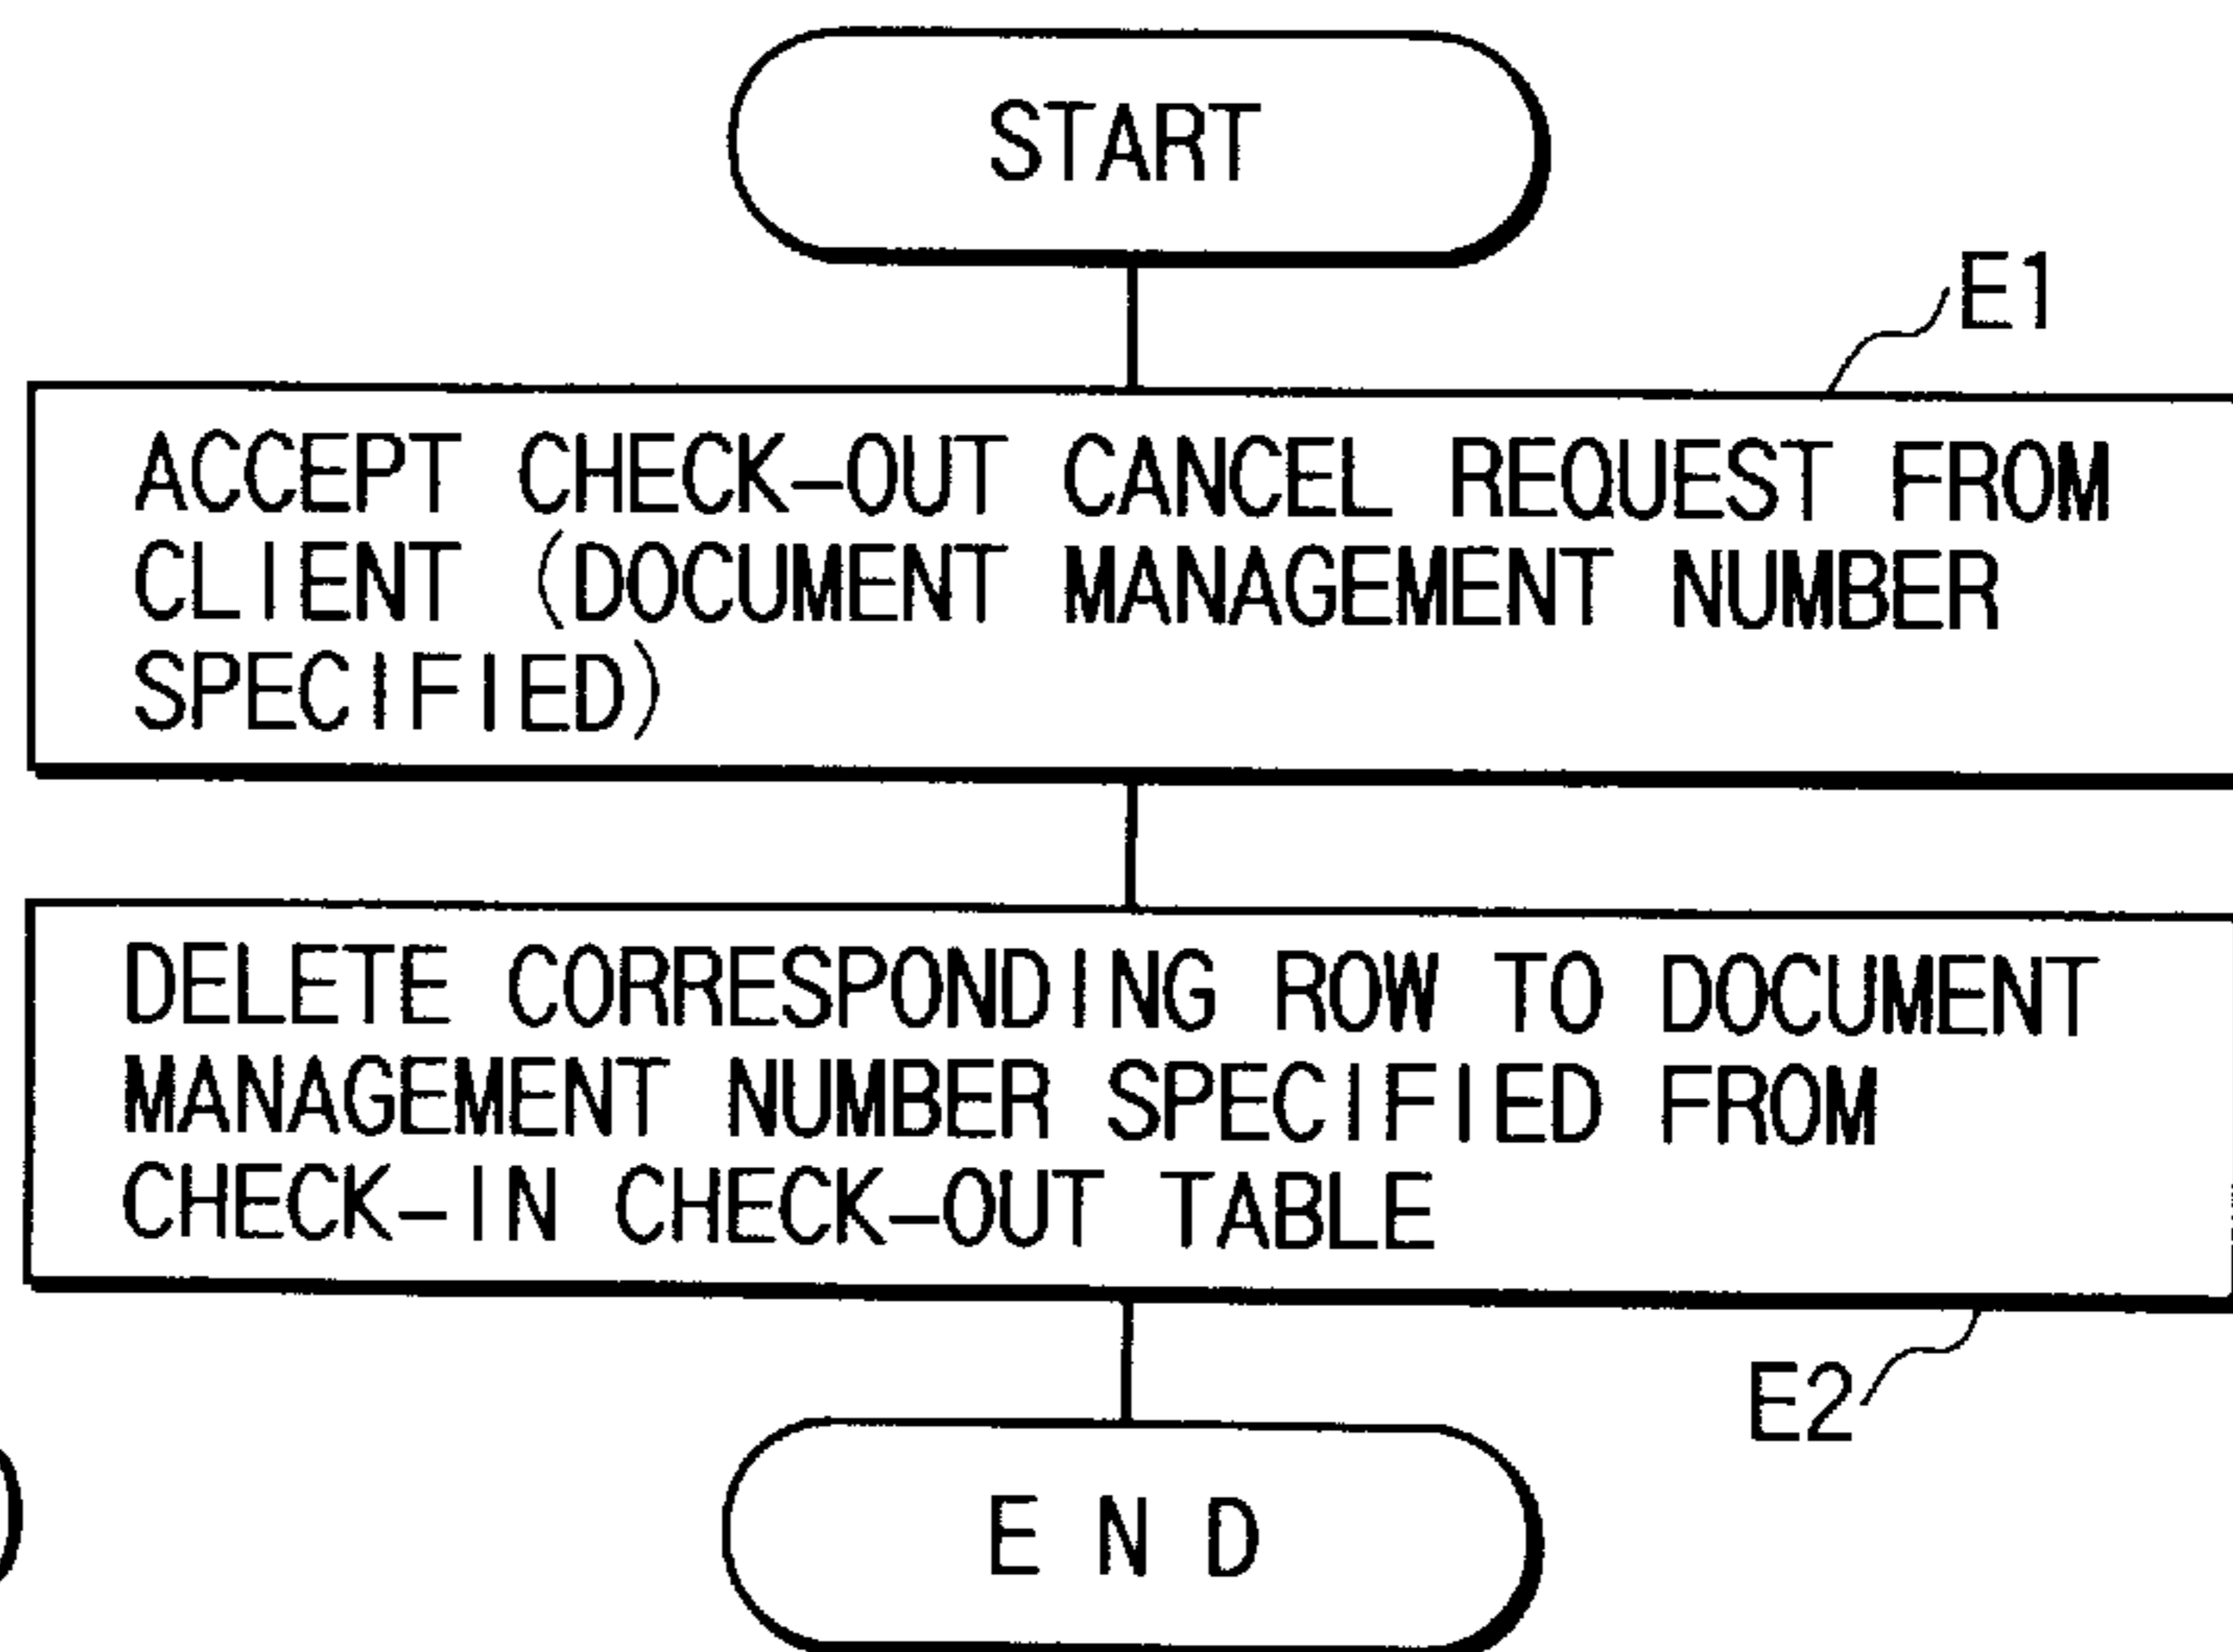 START
E1
ACCEPT CHECK-OUT CANCEL REQUEST FROM
CLIENT (DOCUMENT MANAGEMENT NUMBER
SPECIFIED)
DELETE CORRESPONDING ROW TO DOCUMENT
MANAGEMENT NUMBER SPECIFIED FROM
CHECK-IN CHECK-OUT TABLE
E2
END